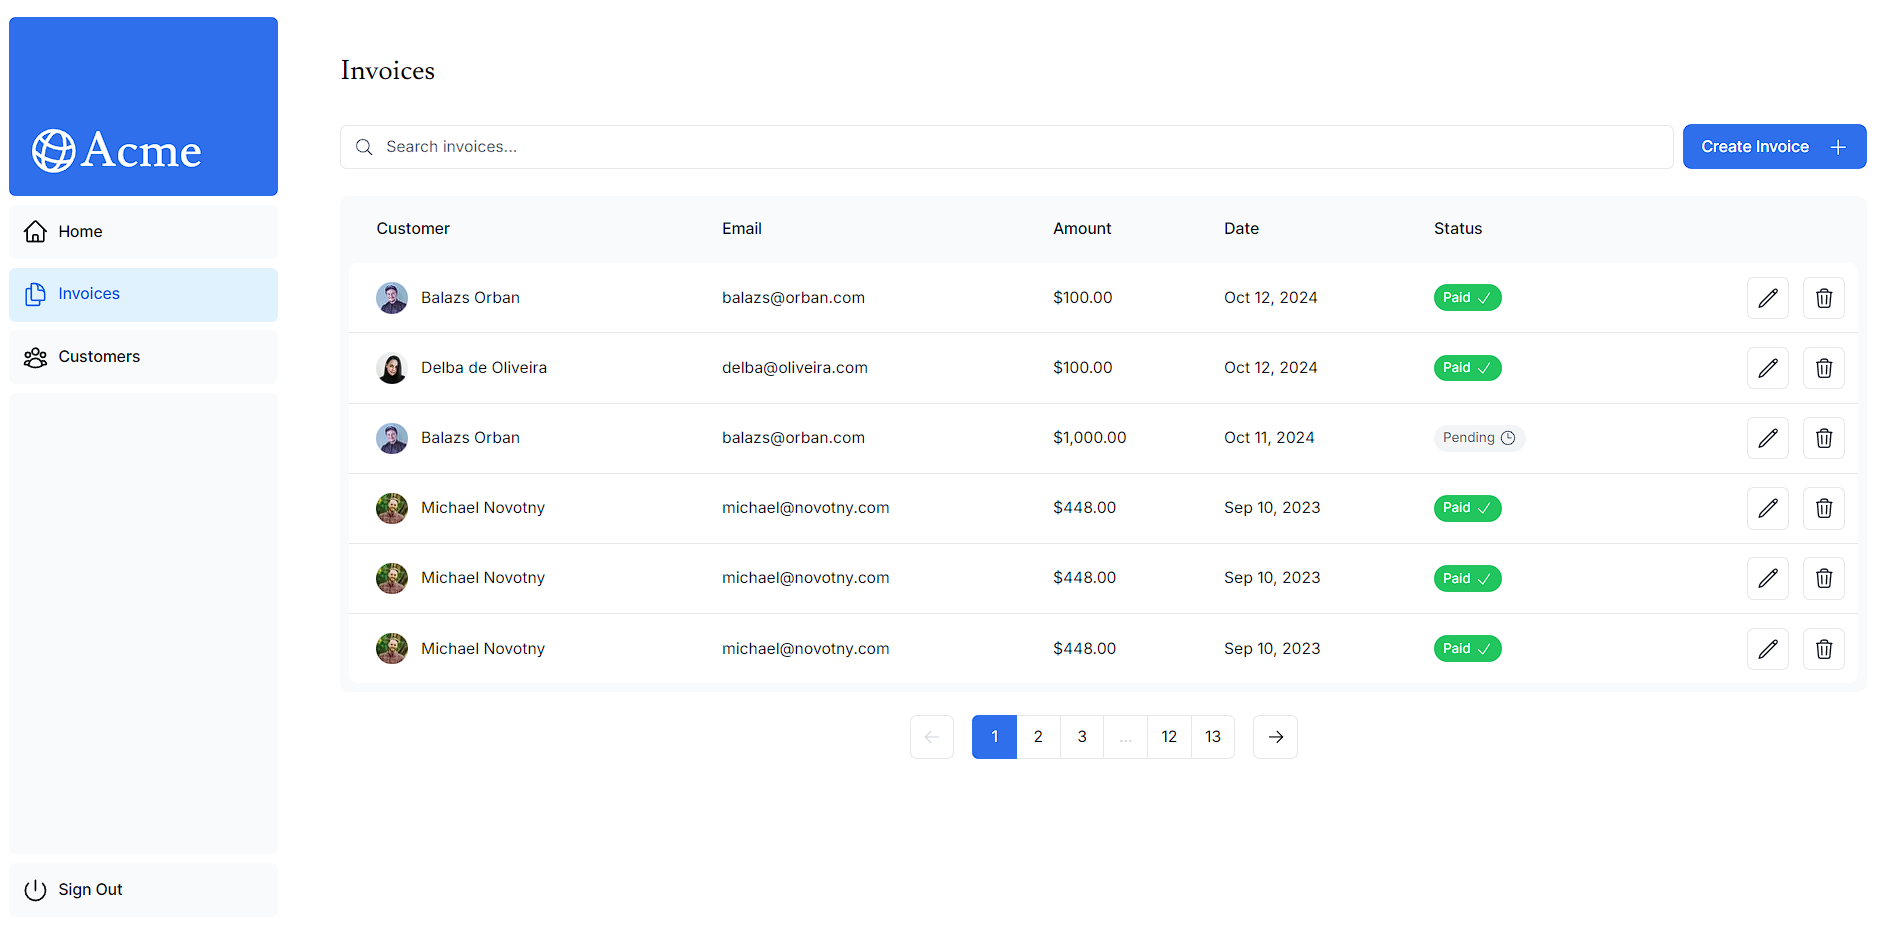 Acme
Home
Invoices
Customers
Sign Out
Invoices
Search invoices...
Create Invoice
Customer Email Amount Date Status
Balazs Orban balazs@orban.com $100.00 Oct 12, 2024 Paid
Delba de Oliveira delba@oliveira.com $100.00 Oct 12, 2024 Paid
Balazs Orban balazs@orban.com $1,000.00 Oct 11, 2024 Pending
Michael Novotny michael@novotny.com $448.00 Sep 10, 2023 Paid
Michael Novotny michael@novotny.com $448.00 Sep 10, 2023 Paid
Michael Novotny michael@novotny.com $448.00 Sep 10, 2023 Paid
1 2 3 ... 12 13